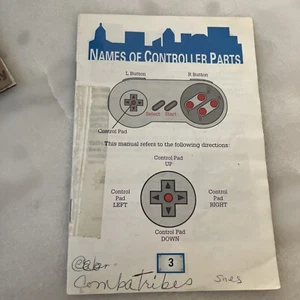 NAMES OF CONTROLLER PARTS
L Button
R Button
Select
Start
Control Pad
This manual refers to the following directions:
Control Pad
UP
Control
Pad
LEFT
Control
Pad
RIGHT
Control Pad
DOWN
3
Combatribes
Snes